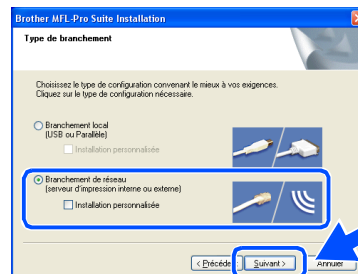 Brother MFL-Pro Suite Installation
Type de branchement
Choisissez le type de configuration convenant le mieux à vos exigences.
Cliquez sur le type de configuration nécessaire.
Branchement local
(USB ou Parallèle)
Installation personnalisée
Branchement de réseau
(serveur d'impression interne ou externe)
Installation personnalisée
< Précéde Suivant > Annuler